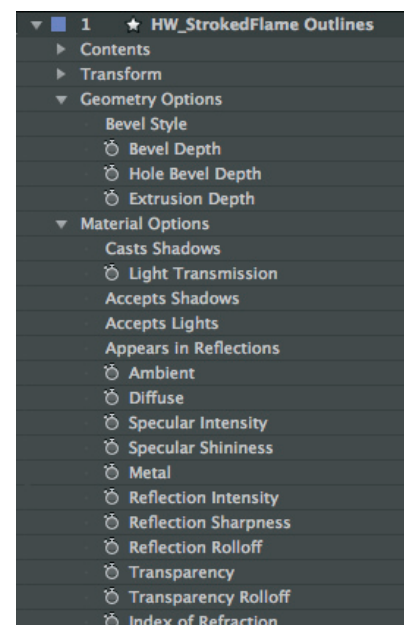 1 HW_StrokedFlame Outlines
Contents
Transform
Geometry Options
Bevel Style
Bevel Depth
Hole Bevel Depth
Extrusion Depth
Material Options
Casts Shadows
Light Transmission
Accepts Shadows
Accepts Lights
Appears in Reflections
Ambient
Diffuse
Specular Intensity
Specular Shininess
Metal
Reflection Intensity
Reflection Sharpness
Reflection Rolloff
Transparency
Transparency Rolloff
Index of Refraction